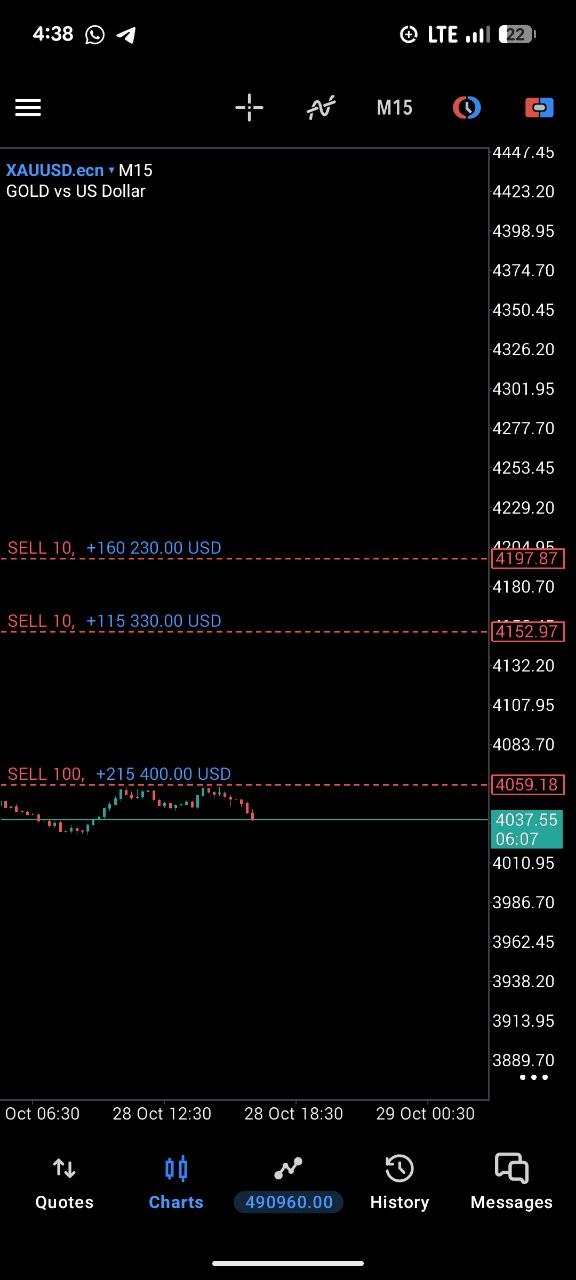 4:38 LTE 22
M15
XAUUSD.ecn ▾ M15
GOLD vs US Dollar
4447.45
4423.20
4398.95
4374.70
4350.45
4326.20
4301.95
4277.70
4253.45
4229.20
4204.95
SELL 10, +160 230.00 USD
4197.87
4180.70
SELL 10, +115 330.00 USD
4152.97
4132.20
4107.95
4083.70
SELL 100, +215 400.00 USD
4059.18
4037.55
06:07
4010.95
3986.70
3962.45
3938.20
3913.95
3889.70
Oct 06:30 28 Oct 12:30 28 Oct 18:30 29 Oct 00:30
Quotes Charts 490960.00 History Messages